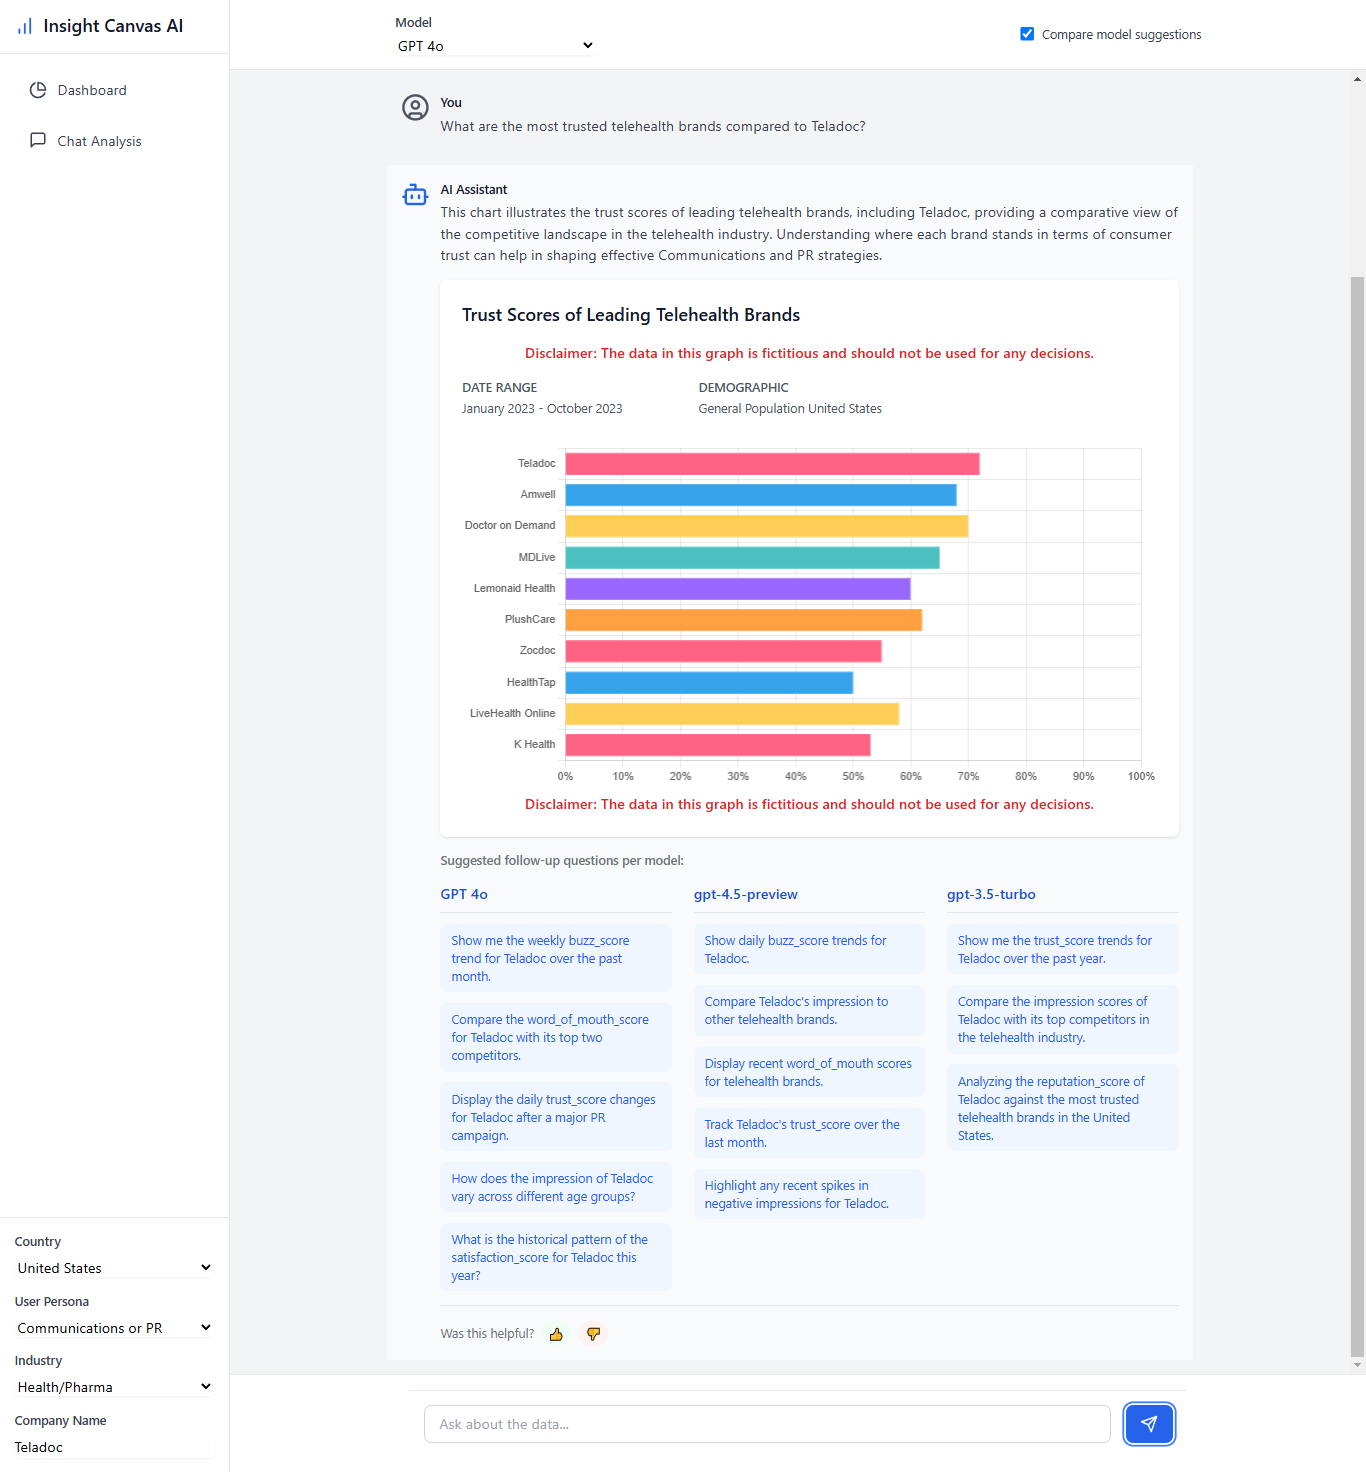 Insight Canvas AI
Dashboard
Chat Analysis
Country
United States
User Persona
Communications or PR
Industry
Health/Pharma
Company Name
Teladoc
Model
GPT 4o
Compare model suggestions
You
What are the most trusted telehealth brands compared to Teladoc?
AI Assistant
This chart illustrates the trust scores of leading telehealth brands, including Teladoc, providing a comparative view of
the competitive landscape in the telehealth industry. Understanding where each brand stands in terms of consumer
trust can help in shaping effective Communications and PR strategies.
Trust Scores of Leading Telehealth Brands
Disclaimer: The data in this graph is fictitious and should not be used for any decisions.
DATE RANGE
January 2023 - October 2023
DEMOGRAPHIC
General Population United States
Teladoc
Amwell
Doctor on Demand
MDLive
Lemonaid Health
PlushCare
Zocdoc
HealthTap
LiveHealth Online
K Health
0% 10% 20% 30% 40% 50% 60% 70% 80% 90% 100%
Disclaimer: The data in this graph is fictitious and should not be used for any decisions.
Suggested follow-up questions per model:
GPT 4o
Show me the weekly buzz_score
trend for Teladoc over the past
month.
Compare the word_of_mouth_score
for Teladoc with its top two
competitors.
Display the daily trust_score changes
for Teladoc after a major PR
campaign.
How does the impression of Teladoc
vary across different age groups?
What is the historical pattern of the
satisfaction_score for Teladoc this
year?
gpt-4.5-preview
Show daily buzz_score trends for
Teladoc.
Compare Teladoc's impression to
other telehealth brands.
Display recent word_of_mouth scores
for telehealth brands.
Track Teladoc's trust_score over the
last month.
Highlight any recent spikes in
negative impressions for Teladoc.
gpt-3.5-turbo
Show me the trust_score trends for
Teladoc over the past year.
Compare the impression scores of
Teladoc with its top competitors in
the telehealth industry.
Analyzing the reputation_score of
Teladoc against the most trusted
telehealth brands in the United
States.
Was this helpful?
Ask about the data...